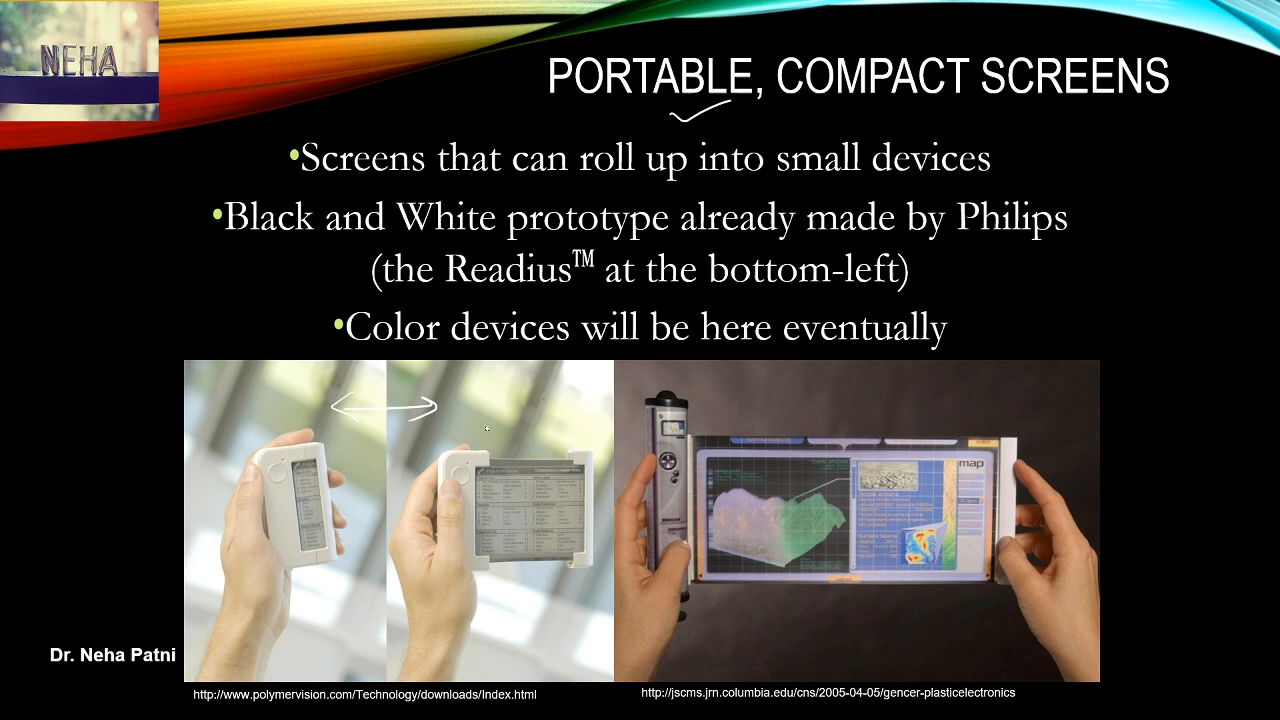 NEHA
PORTABLE, COMPACT SCREENS
•Screens that can roll up into small devices
•Black and White prototype already made by Philips
(the Readius™ at the bottom-left)
•Color devices will be here eventually
map
Dr. Neha Patni
http://www.polymervision.com/Technology/downloads/Index.html
http://jscms.jrn.columbia.edu/cns/2005-04-05/gencer-plasticelectronics